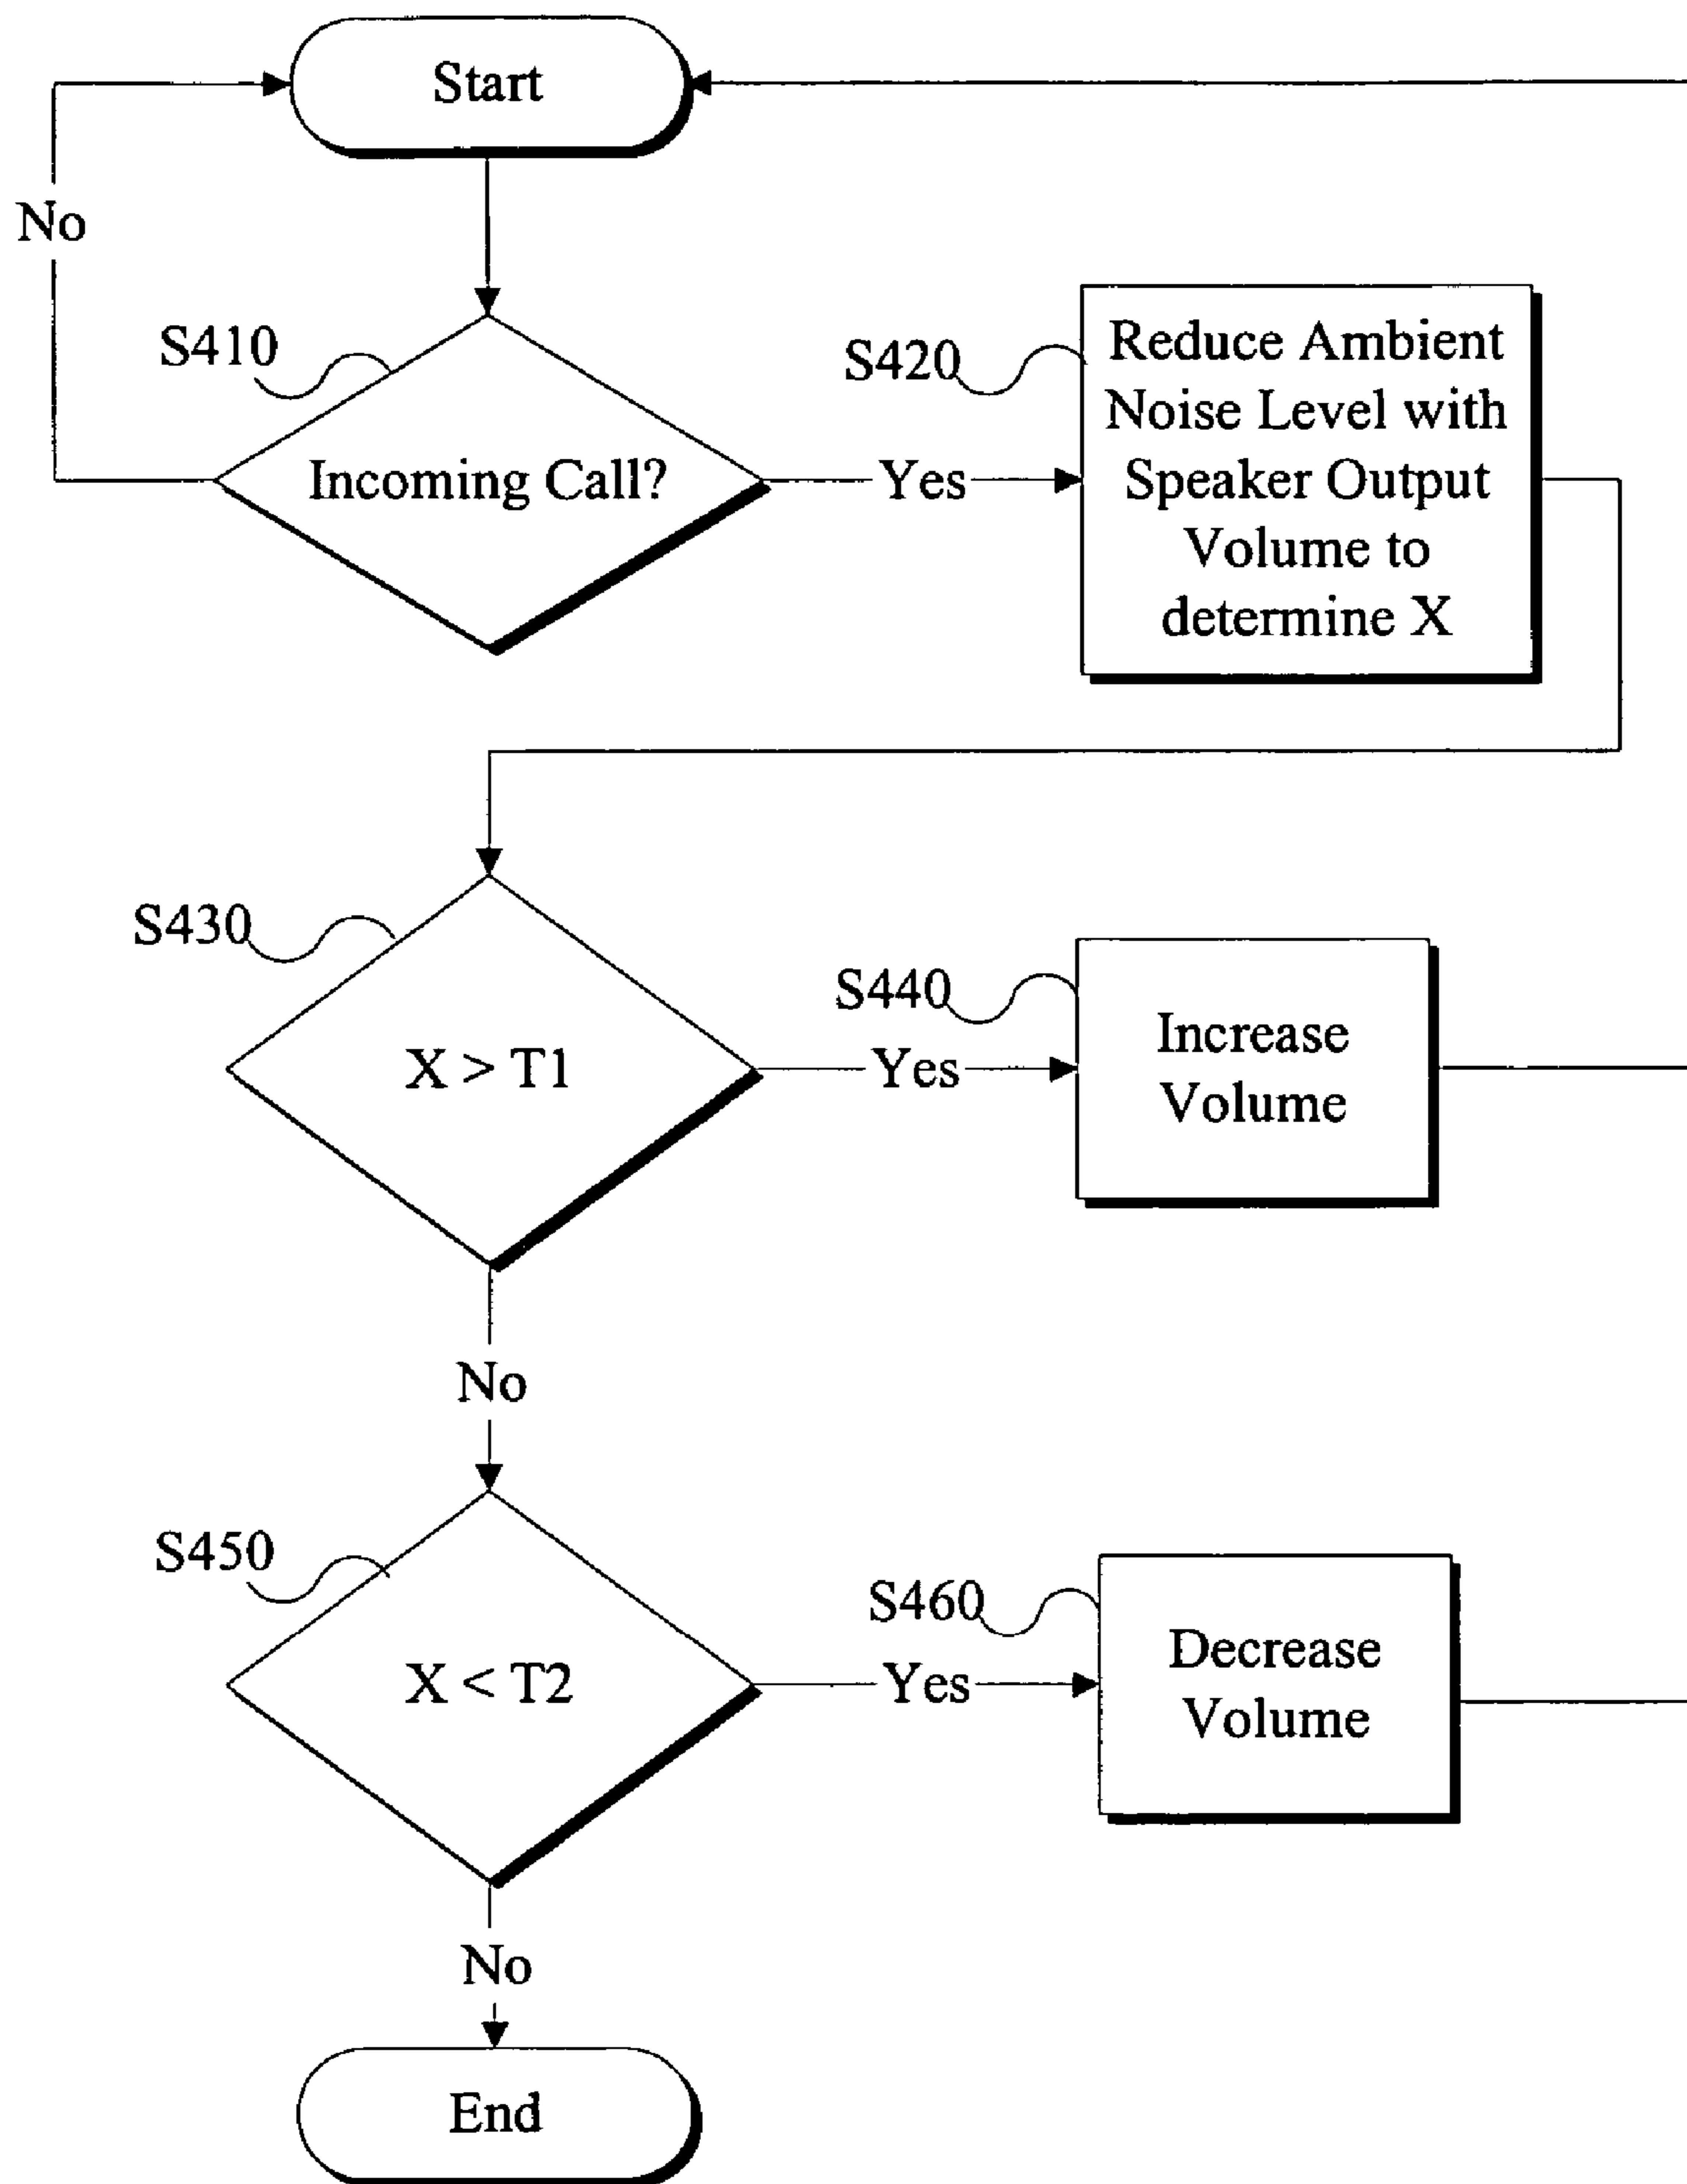 Start
No
S410
Incoming Call?
Yes
S420
Reduce Ambient
Noise Level with
Speaker Output
Volume to
determine X
S430
X > T1
Yes
S440
Increase
Volume
No
S450
X < T2
Yes
S460
Decrease
Volume
No
End